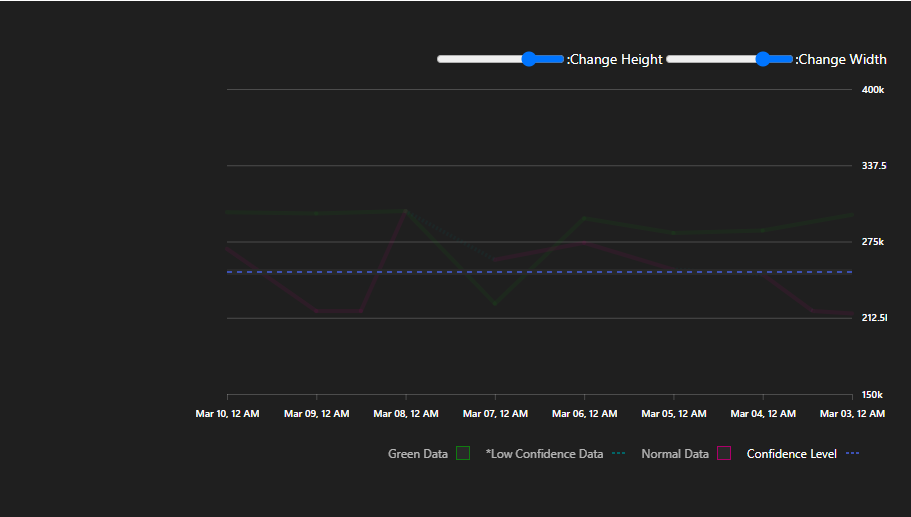 :Change Height :Change Width
400k
337.5
275k
212.5
150k
Mar 10, 12 AM Mar 09, 12 AM Mar 08, 12 AM Mar 07, 12 AM Mar 06, 12 AM Mar 05, 12 AM Mar 04, 12 AM Mar 03, 12 AM
Green Data *Low Confidence Data Normal Data Confidence Level